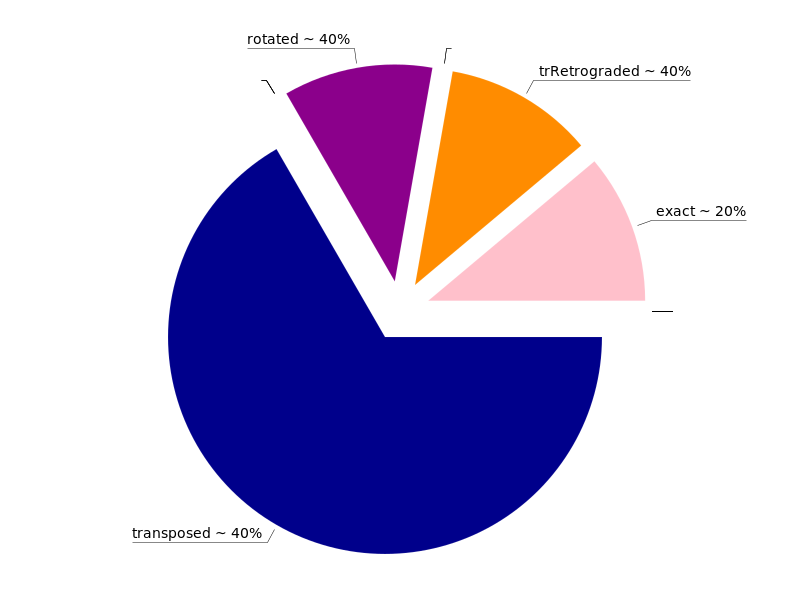 rotated ~ 40%
trRetrograded ~ 40%
exact ~ 20%
transposed ~ 40%